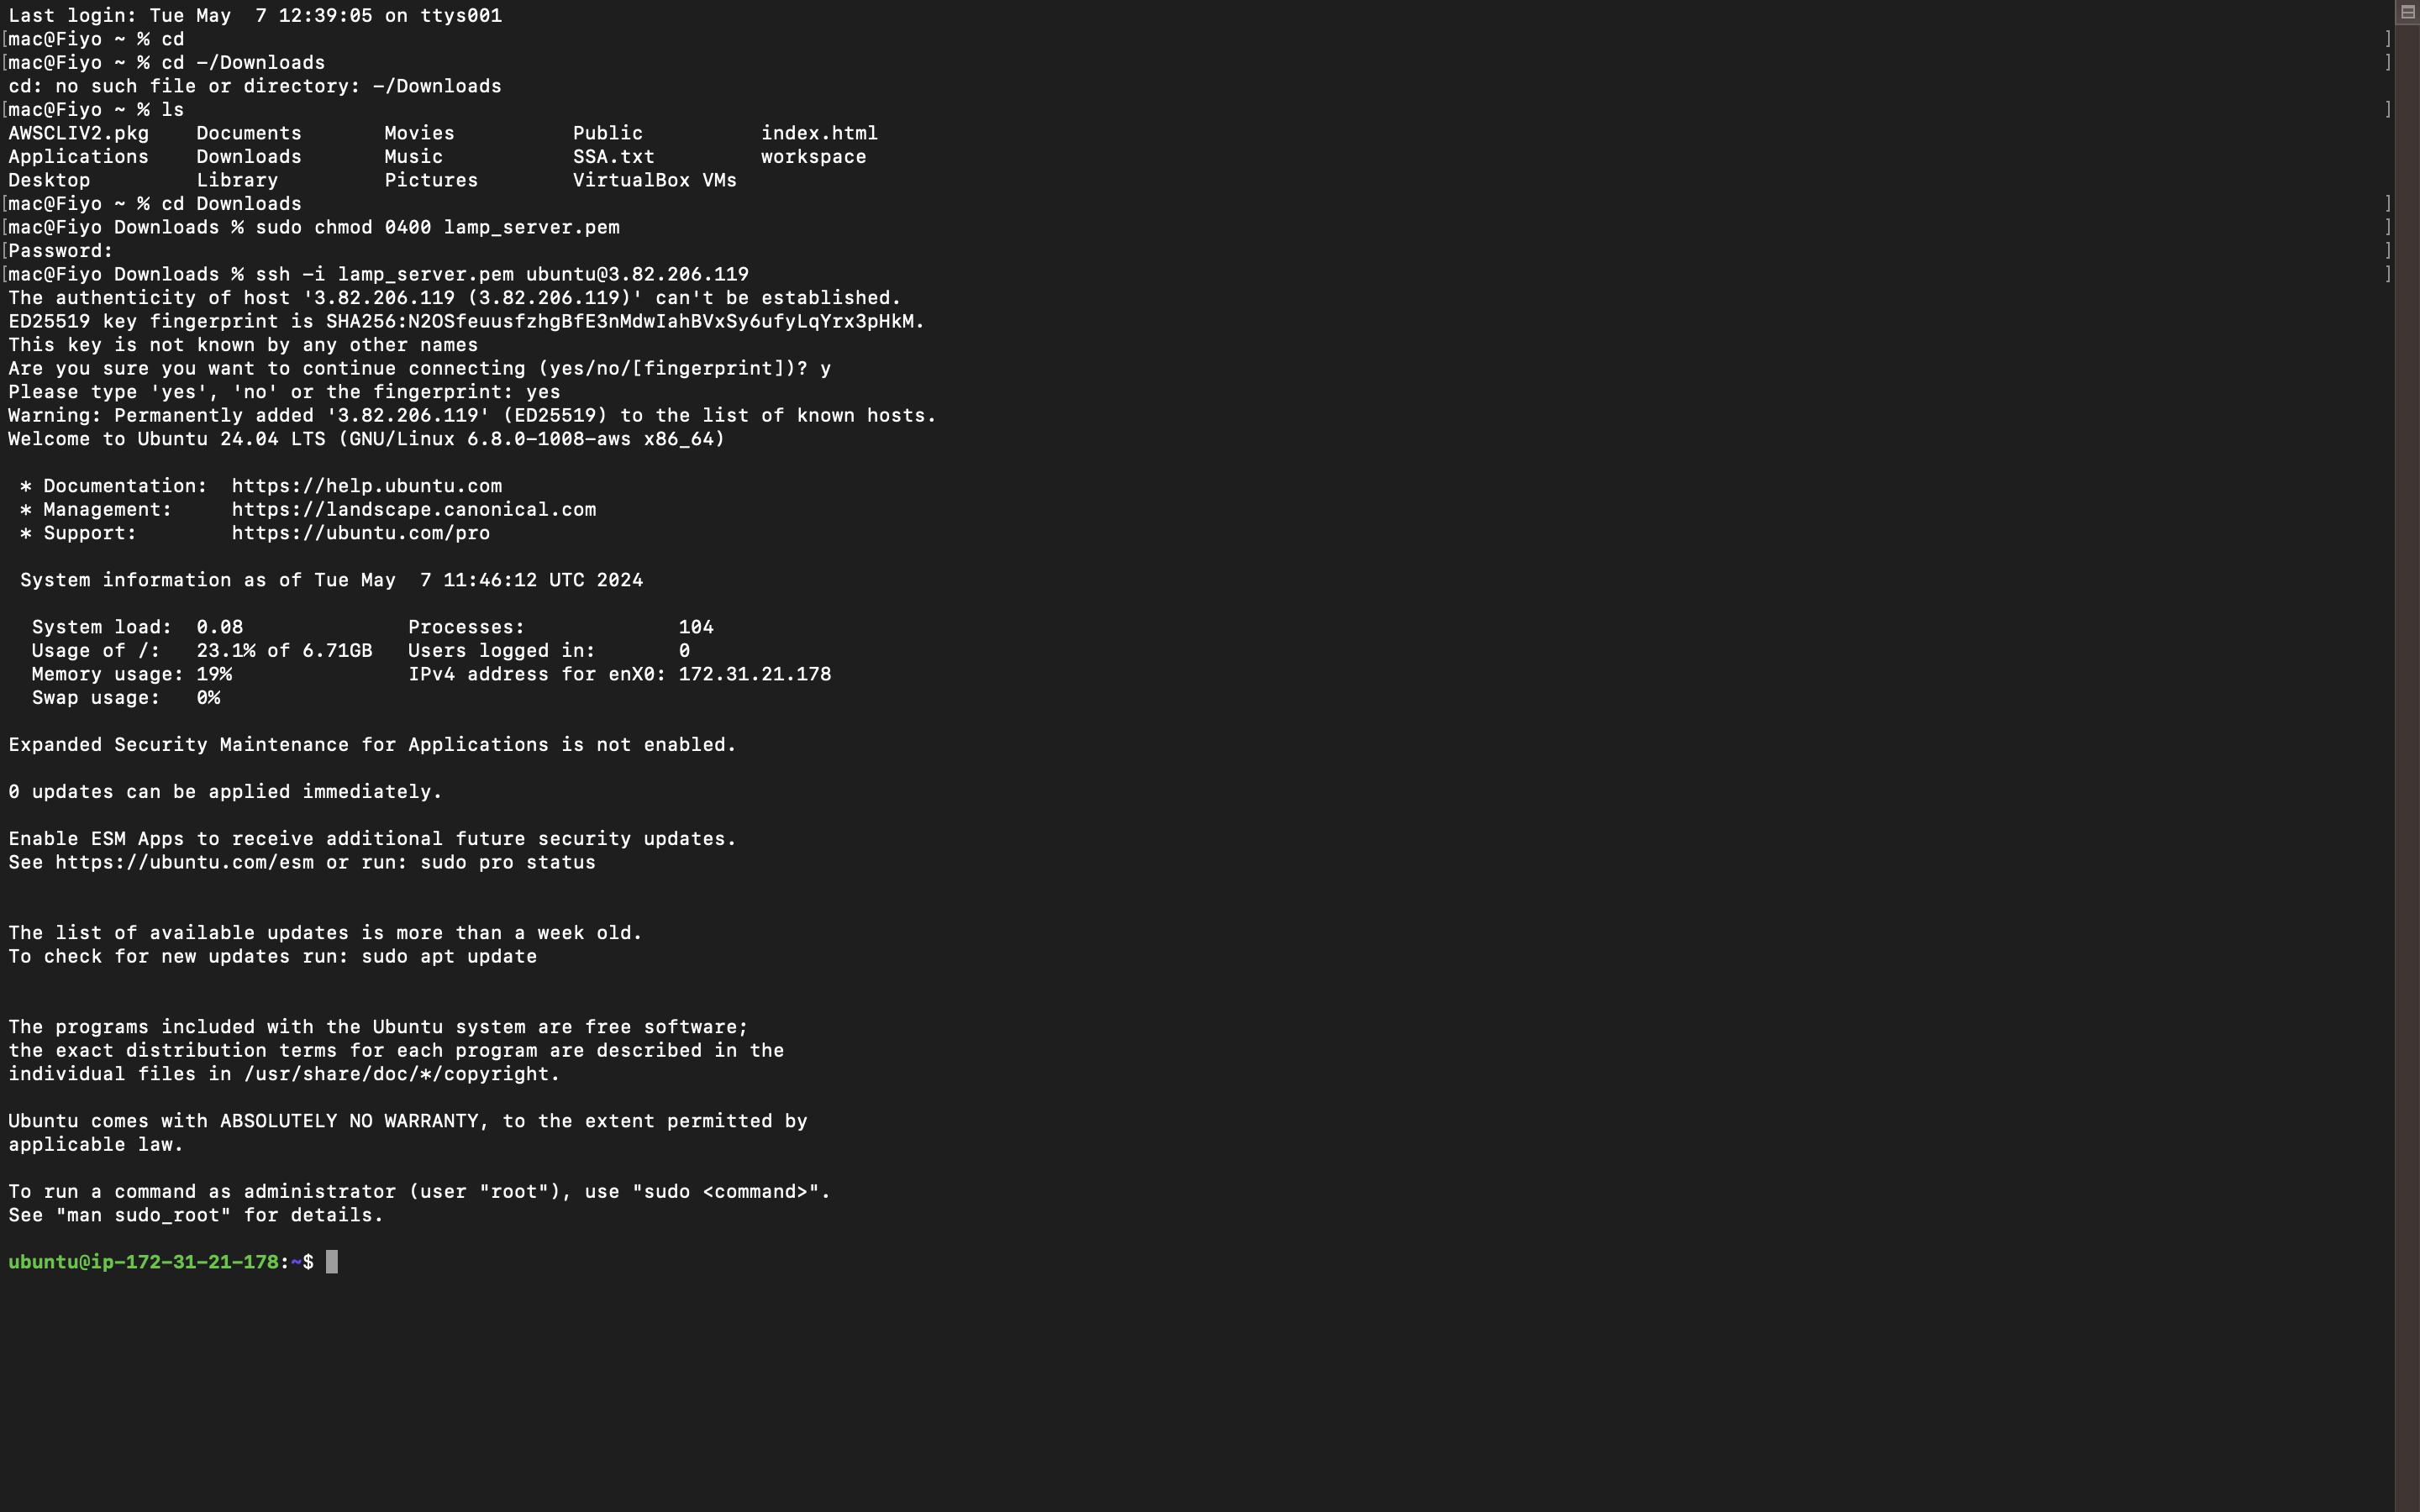 Last login: Tue May  7 12:39:05 on ttys001
[mac@Fiyo ~ % cd ]
[mac@Fiyo ~ % cd -/Downloads ]
cd: no such file or directory: -/Downloads
[mac@Fiyo ~ % ls ]
AWSCLIV2.pkg    Documents       Movies          Public          index.html
Applications    Downloads       Music           SSA.txt         workspace
Desktop         Library         Pictures        VirtualBox VMs
[mac@Fiyo ~ % cd Downloads ]
[mac@Fiyo Downloads % sudo chmod 0400 lamp_server.pem ]
[Password: ]
[mac@Fiyo Downloads % ssh -i lamp_server.pem ubuntu@3.82.206.119 ]
The authenticity of host '3.82.206.119 (3.82.206.119)' can't be established.
ED25519 key fingerprint is SHA256:N2OSfeuusfzhgBfE3nMdwIahBVxSy6ufyLqYrx3pHkM.
This key is not known by any other names
Are you sure you want to continue connecting (yes/no/[fingerprint])? y
Please type 'yes', 'no' or the fingerprint: yes
Warning: Permanently added '3.82.206.119' (ED25519) to the list of known hosts.
Welcome to Ubuntu 24.04 LTS (GNU/Linux 6.8.0-1008-aws x86_64)

 * Documentation:  https://help.ubuntu.com
 * Management:     https://landscape.canonical.com
 * Support:        https://ubuntu.com/pro

 System information as of Tue May  7 11:46:12 UTC 2024

  System load:  0.08              Processes:             104
  Usage of /:   23.1% of 6.71GB   Users logged in:       0
  Memory usage: 19%               IPv4 address for enX0: 172.31.21.178
  Swap usage:   0%

Expanded Security Maintenance for Applications is not enabled.

0 updates can be applied immediately.

Enable ESM Apps to receive additional future security updates.
See https://ubuntu.com/esm or run: sudo pro status

The list of available updates is more than a week old.
To check for new updates run: sudo apt update

The programs included with the Ubuntu system are free software;
the exact distribution terms for each program are described in the
individual files in /usr/share/doc/*/copyright.

Ubuntu comes with ABSOLUTELY NO WARRANTY, to the extent permitted by
applicable law.

To run a command as administrator (user "root"), use "sudo <command>".
See "man sudo_root" for details.

ubuntu@ip-172-31-21-178:~$